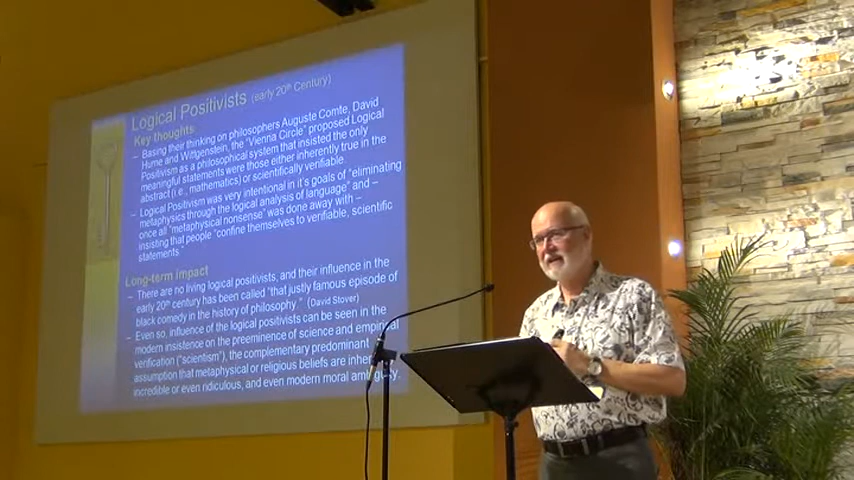 Logical Positivists (early 20th Century)
Key thoughts
– Basing their thinking on philosophers Auguste Comte, David
Hume and Wittgenstein, the "Vienna Circle" proposed Logical
Positivism as a philosophical system that insisted the only
meaningful statements were those either inherently true in the
abstract (i.e., mathematics) or scientifically verifiable.
– Logical Positivism was very intentional in it's goals of "eliminating
metaphysics through the logical analysis of language" and –
once all "metaphysical nonsense" was done away with –
insisting that people "confine themselves to verifiable, scientific
statements."
Long-term impact
– There are no living logical positivists, and their influence in the
early 20th century has been called "that justly famous episode of
black comedy in the history of philosophy." (David Stover)
– Even so, influence of the logical positivists can be seen in the
modern insistence on the preeminence of science and empirical
verification ("scientism"), the complementary predominant
assumption that metaphysical or religious beliefs are
incredible or even ridiculous, and even modern moral